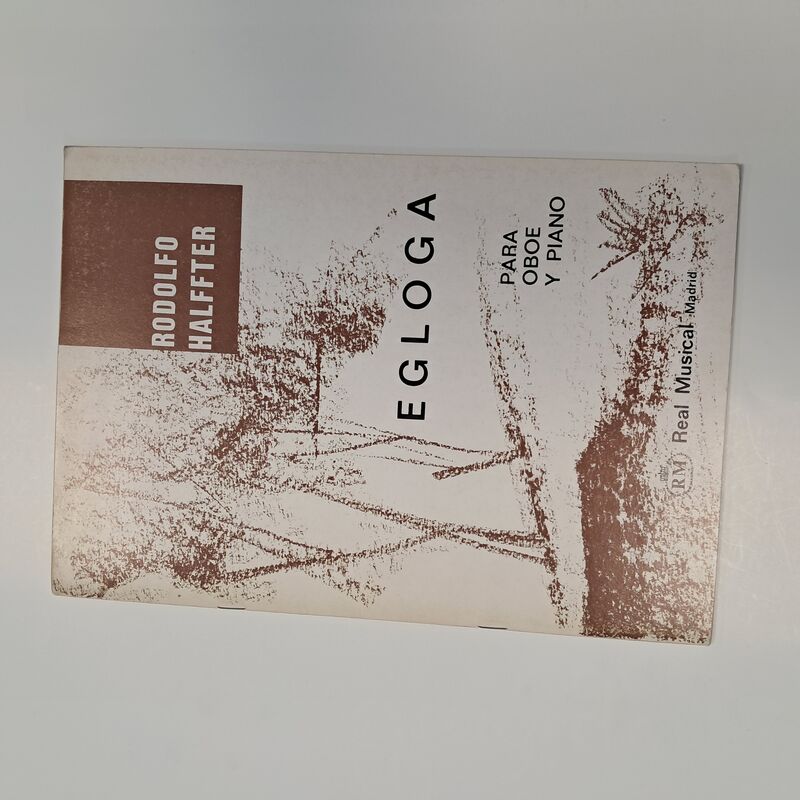 RODOLFO
HALFFTER
EGLOGA
PARA
OBOE
Y PIANO
RM Real Musical Madrid